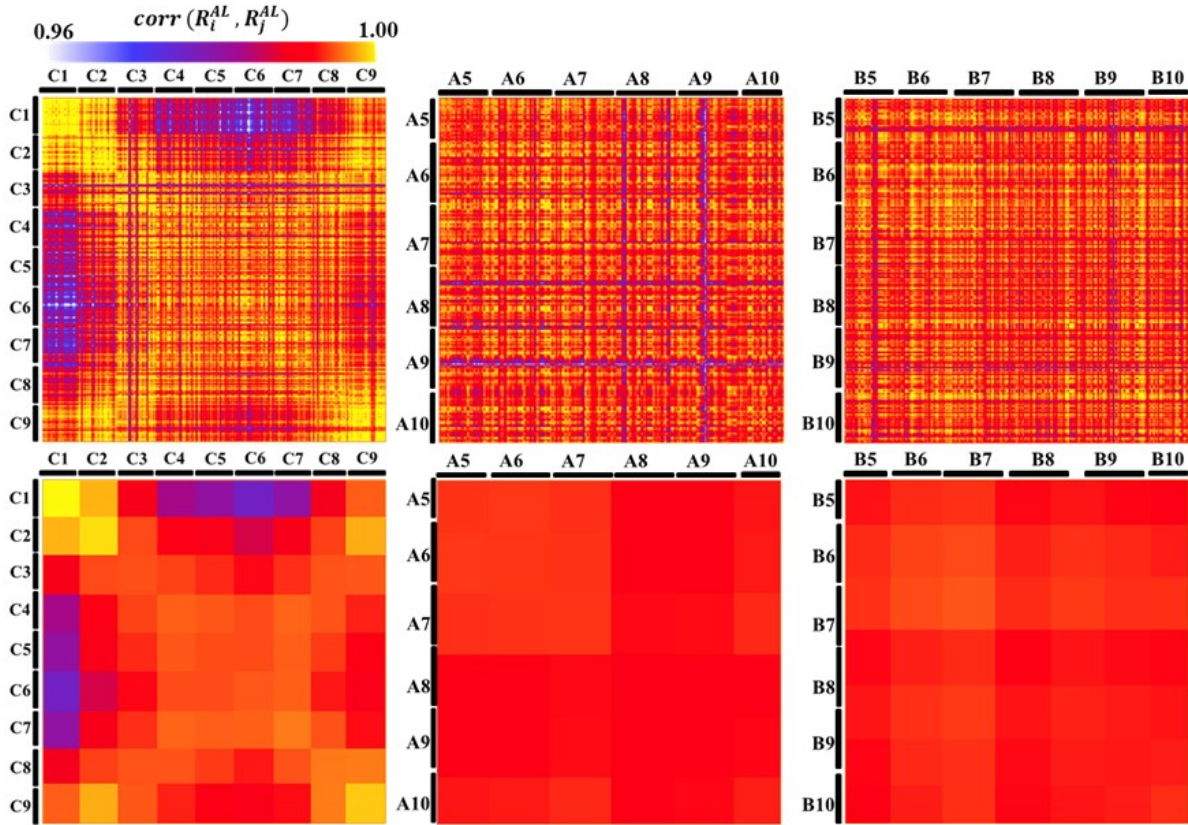 corr (R_i^{AL}, R_j^{AL})
0.96 1.00
C1 C2 C3 C4 C5 C6 C7 C8 C9
A5 A6 A7 A8 A9 A10
B5 B6 B7 B8 B9 B10
C1
C2
C3
C4
C5
C6
C7
C8
C9
A5
A6
A7
A8
A9
A10
B5
B6
B7
B8
B9
B10
C1 C2 C3 C4 C5 C6 C7 C8 C9
A5 A6 A7 A8 A9 A10
B5 B6 B7 B8 B9 B10
C1
C2
C3
C4
C5
C6
C7
C8
C9
A5
A6
A7
A8
A9
A10
B5
B6
B7
B8
B9
B10